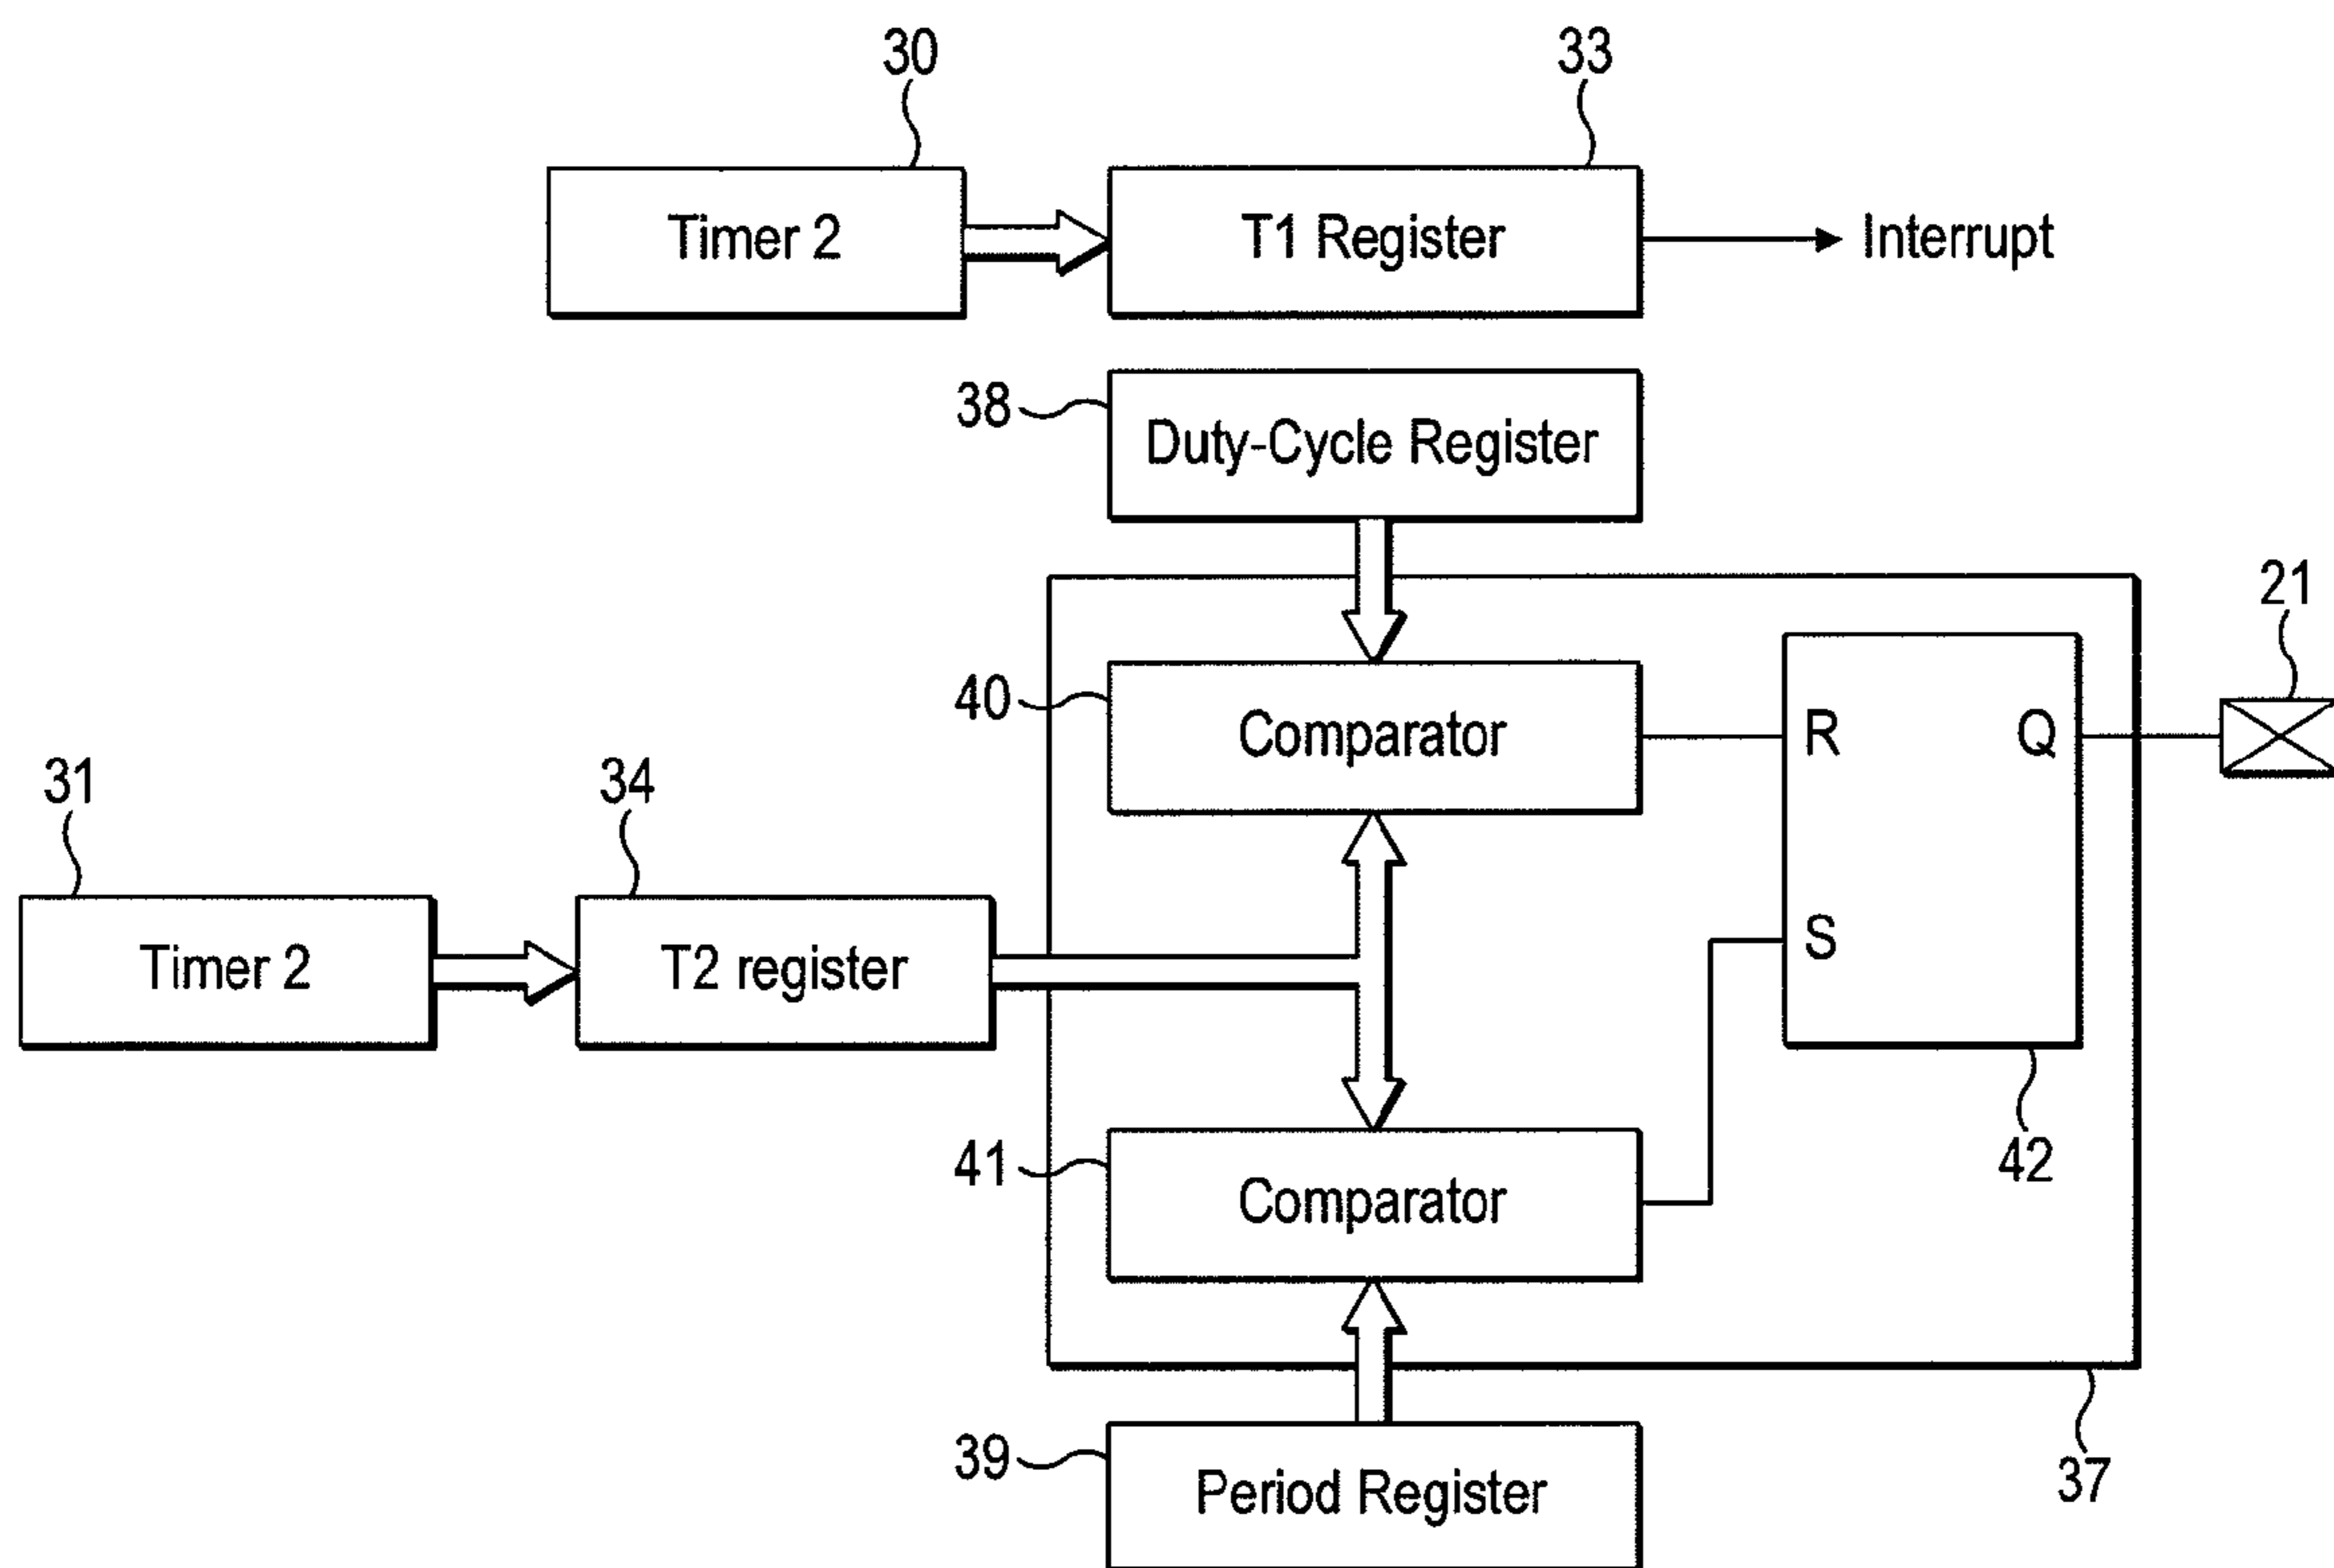 30
33
Timer 2
T1 Register
Interrupt
38
Duty-Cycle Register
21
40
Comparator
R
Q
31
34
Timer 2
T2 register
S
41
Comparator
42
39
Period Register
37